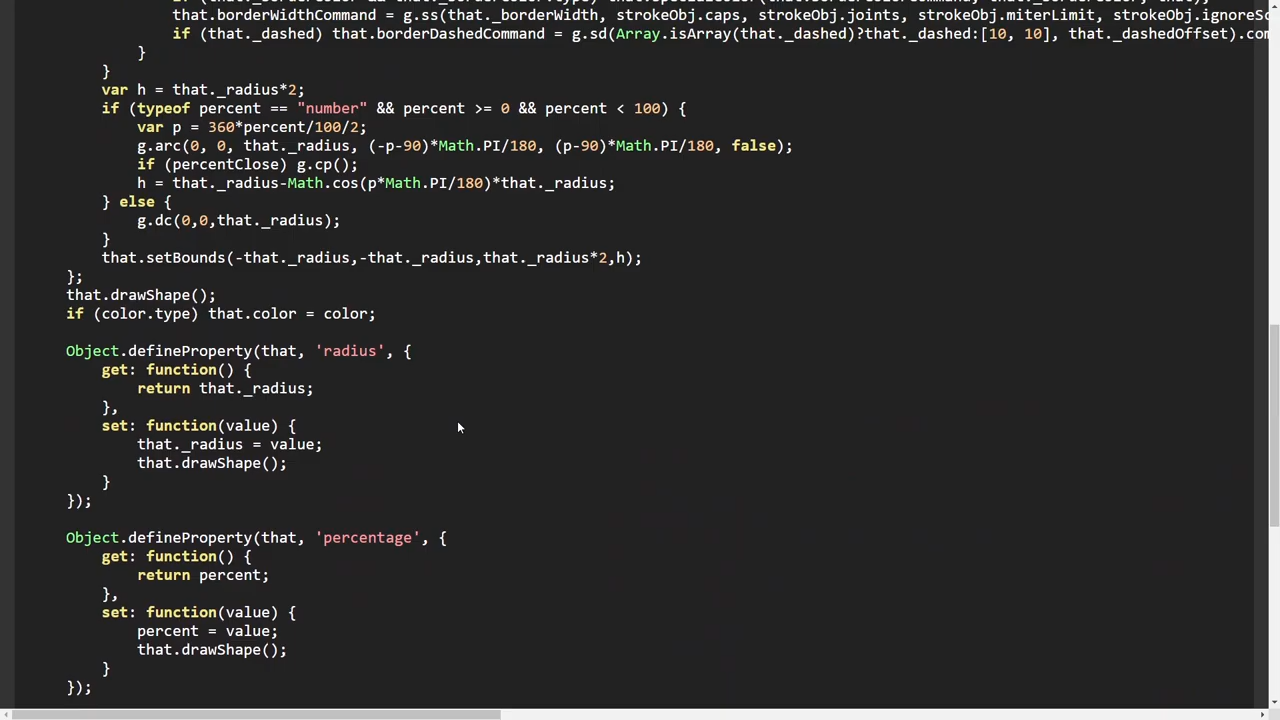 that.borderWidthCommand = g.ss(that._borderWidth, strokeObj.caps, strokeObj.joints, strokeObj.miterLimit, strokeObj.ignoreSc
if (that._dashed) that.borderDashedCommand = g.sd(Array.isArray(that._dashed)?that._dashed:[10, 10], that._dashedOffset).com
}
}
var h = that._radius*2;
if (typeof percent == "number" && percent >= 0 && percent < 100) {
var p = 360*percent/100/2;
g.arc(0, 0, that._radius, (-p-90)*Math.PI/180, (p-90)*Math.PI/180, false);
if (percentClose) g.cp();
h = that._radius-Math.cos(p*Math.PI/180)*that._radius;
} else {
g.dc(0,0,that._radius);
}
that.setBounds(-that._radius,-that._radius,that._radius*2,h);
};
that.drawShape();
if (color.type) that.color = color;
Object.defineProperty(that, 'radius', {
get: function() {
return that._radius;
},
set: function(value) {
that._radius = value;
that.drawShape();
}
});
Object.defineProperty(that, 'percentage', {
get: function() {
return percent;
},
set: function(value) {
percent = value;
that.drawShape();
}
});